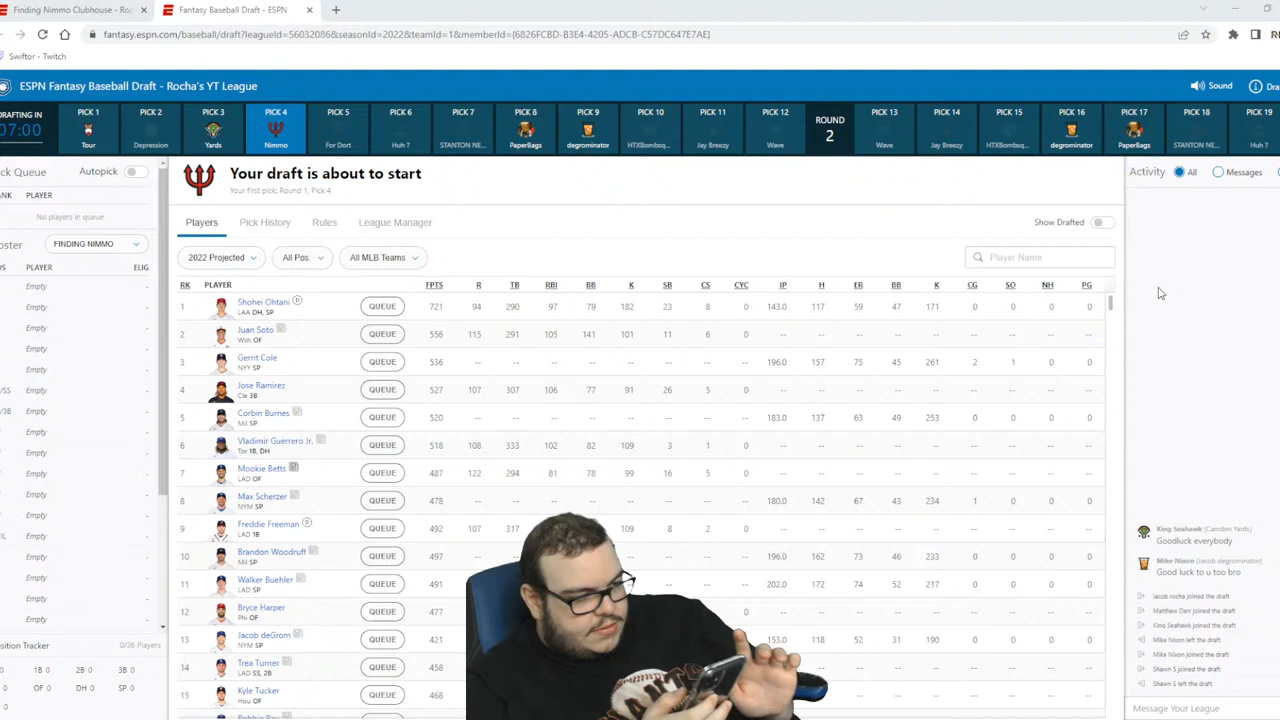 Finding Nimmo Clubhouse - Roc
Fantasy Baseball Draft - ESPN
fantasy.espn.com/baseball/draft?leagueId=56032086&seasonId=2022&teamId=1&memberId={6826FCBD-B3E4-4205-ADCB-C57DC647E7AE}
Swiftor - Twitch
ESPN Fantasy Baseball Draft - Rocha's YT League
Sound
Dra
DRAFTING IN
07:00
PICK 1 PICK 2 PICK 3 PICK 4 PICK 5 PICK 6 PICK 7 PICK 8 PICK 9 PICK 10 PICK 11 PICK 12 ROUND 2 PICK 13 PICK 14 PICK 15 PICK 16 PICK 17 PICK 18 PICK 19
Tour Depression Yards Nimmo For Dort Huh ? STANTON NE... PaperBags degrominator HTXBombsq... Jay Breezy Wave Wave Jay Breezy HTXBombsq... degrominator PaperBags STANTON NE... Huh ?
ck Queue Autopick
ANK PLAYER
No players in queue
oster FINDING NIMMO
OS PLAYER ELIG
Empty -
Empty -
Empty -
Empty -
Empty -
/SS Empty -
/3B Empty -
Empty -
Empty -
Empty -
Empty -
Empty -
IL Empty -
Empty -
Empty -
Empty -
osition Tracker 0/26 Players
0 1B 0 2B 0 3B 0
0 OF 0 DH 0 SP 0
0
Your draft is about to start
Your first pick: Round 1, Pick 4
Players Pick History Rules League Manager
Show Drafted
2022 Projected All Pos. All MLB Teams
Player Name
RK PLAYER FPTS R TB RBI BB K SB CS CYC IP H ER BB K CG SO NH PG
1 Shohei Ohtani LAA DH, SP QUEUE 721 94 290 97 79 182 23 8 0 143.0 117 59 47 171 0 0 0 0
2 Juan Soto Wsh OF QUEUE 556 115 291 105 141 101 11 6 0 -- -- -- -- -- -- -- -- --
3 Gerrit Cole NYY SP QUEUE 536 -- -- -- -- -- -- -- -- 196.0 157 75 45 261 2 1 0 0
4 Jose Ramirez Cle 3B QUEUE 527 107 307 106 77 91 26 5 0 -- -- -- -- -- -- -- -- --
5 Corbin Burnes Mil SP QUEUE 520 -- -- -- -- -- -- -- -- 183.0 137 63 49 253 0 0 0 0
6 Vladimir Guerrero Jr. Tor 1B, DH QUEUE 518 108 333 102 82 109 3 1 0 -- -- -- -- -- -- -- -- --
7 Mookie Betts LAD OF QUEUE 487 122 294 81 78 99 16 5 0 -- -- -- -- -- -- -- -- --
8 Max Scherzer NYM SP QUEUE 478 -- -- -- -- -- -- -- -- 180.0 142 67 43 234 1 0 0 0
9 Freddie Freeman LAD 1B QUEUE 492 107 317 109 8 2 0 -- -- -- -- -- -- -- -- --
10 Brandon Woodruff Mil SP QUEUE 497 -- -- -- -- -- 196.0 162 73 46 233 0 0 0 0
11 Walker Buehler LAD SP QUEUE 491 -- -- -- 202.0 172 74 52 217 0 0 0 0
12 Bryce Harper Phi OF QUEUE 477 0 -- -- -- -- -- -- -- -- --
13 Jacob deGrom NYM SP QUEUE 421 -- 153.0 118 52 31 190 0 0 0 0
14 Trea Turner LAD SS, 2B QUEUE 458 -- -- -- -- -- -- -- --
15 Kyle Tucker Hou OF QUEUE 468 -- -- -- -- -- -- -- --
Robbie Ray
Activity All Messages
King Seahawk (Camden Yards)
Goodluck everybody
Mike Nixon (Jacob degrominator)
Good luck to u too bro
jacob rocha joined the draft
Matthew Derr joined the draft
King Seahawk joined the draft
Mike Nixon left the draft
Mike Nixon joined the draft
Shawn S joined the draft
Shawn S left the draft
Message Your League